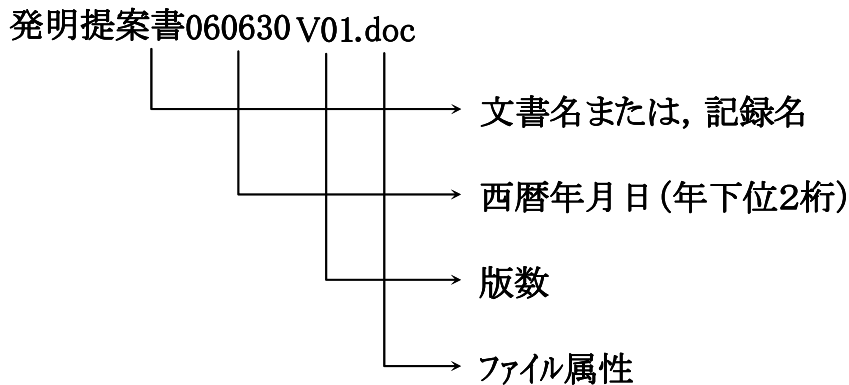 発明提案書060630 V01.doc
文書名または，記録名
西暦年月日（年下位２桁）
版数
ファイル属性